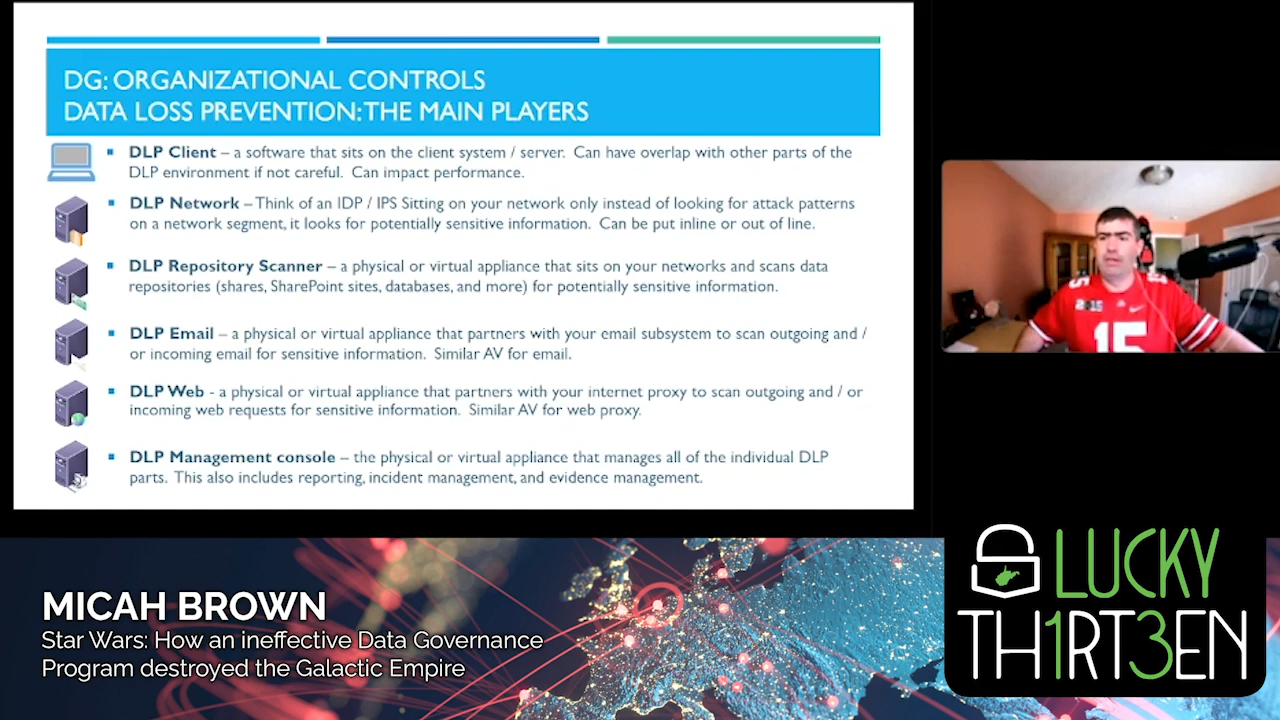 DG: ORGANIZATIONAL CONTROLS
DATA LOSS PREVENTION: THE MAIN PLAYERS
▪ DLP Client – a software that sits on the client system / server. Can have overlap with other parts of the
DLP environment if not careful. Can impact performance.
▪ DLP Network – Think of an IDP / IPS Sitting on your network only instead of looking for attack patterns
on a network segment, it looks for potentially sensitive information. Can be put inline or out of line.
▪ DLP Repository Scanner – a physical or virtual appliance that sits on your networks and scans data
repositories (shares, SharePoint sites, databases, and more) for potentially sensitive information.
▪ DLP Email – a physical or virtual appliance that partners with your email subsystem to scan outgoing and /
or incoming email for sensitive information. Similar AV for email.
▪ DLP Web - a physical or virtual appliance that partners with your internet proxy to scan outgoing and / or
incoming web requests for sensitive information. Similar AV for web proxy.
▪ DLP Management console – the physical or virtual appliance that manages all of the individual DLP
parts. This also includes reporting, incident management, and evidence management.
2015
15
MICAH BROWN
Star Wars: How an ineffective Data Governance
Program destroyed the Galactic Empire
LUCKY
TH1RT3EN